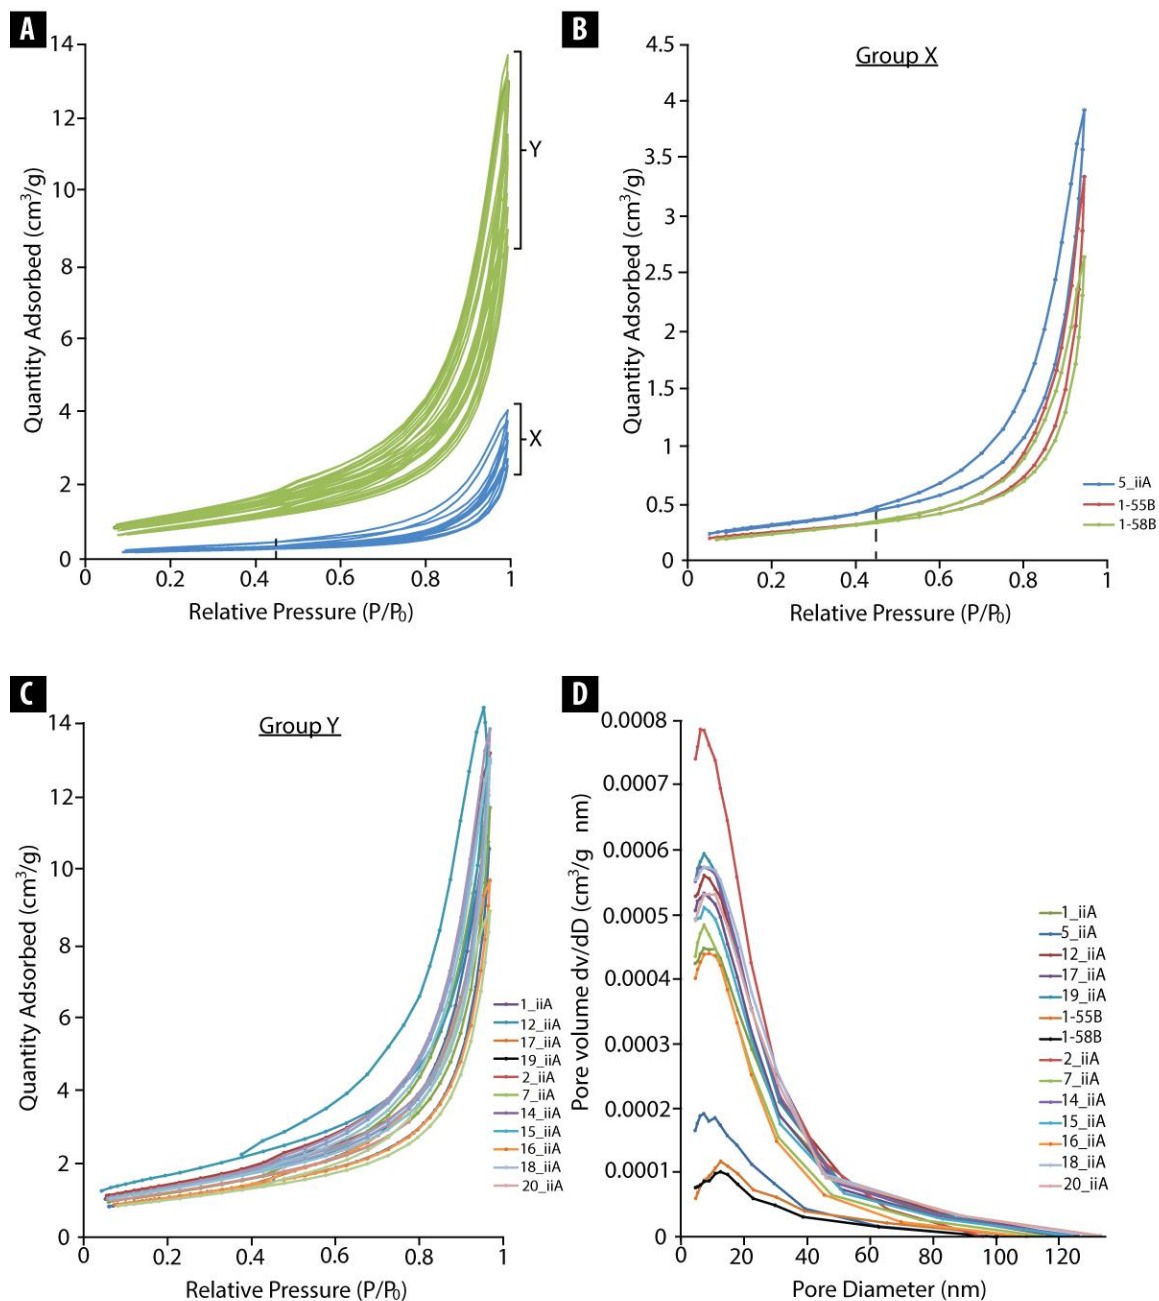 A
14
12
10
8
6
4
2
0
0
0.2
0.4
0.6
0.8
1
Y
X
Quantity Adsorbed (cm³/g)
Relative Pressure (P/P₀)
B
Group X
4.5
4
3.5
3
2.5
2
1.5
1
0.5
0
0
0.2
0.4
0.6
0.8
1
5_iiA
1-55B
1-58B
Quantity Adsorbed (cm³/g)
Relative Pressure (P/P₀)
C
Group Y
14
12
10
8
6
4
2
0
0
0.2
0.4
0.6
0.8
1
1_iiA
12_iiA
17_iiA
19_iiA
2_iiA
7_iiA
14_iiA
15_iiA
16_iiA
18_iiA
20_iiA
Quantity Adsorbed (cm³/g)
Relative Pressure (P/P₀)
D
0.0008
0.0007
0.0006
0.0005
0.0004
0.0003
0.0002
0.0001
0
0
20
40
60
80
100
120
1_iiA
5_iiA
12_iiA
17_iiA
19_iiA
1-55B
1-58B
2_iiA
7_iiA
14_iiA
15_iiA
16_iiA
18_iiA
20_iiA
Pore volume dv/dD (cm³/g nm)
Pore Diameter (nm)